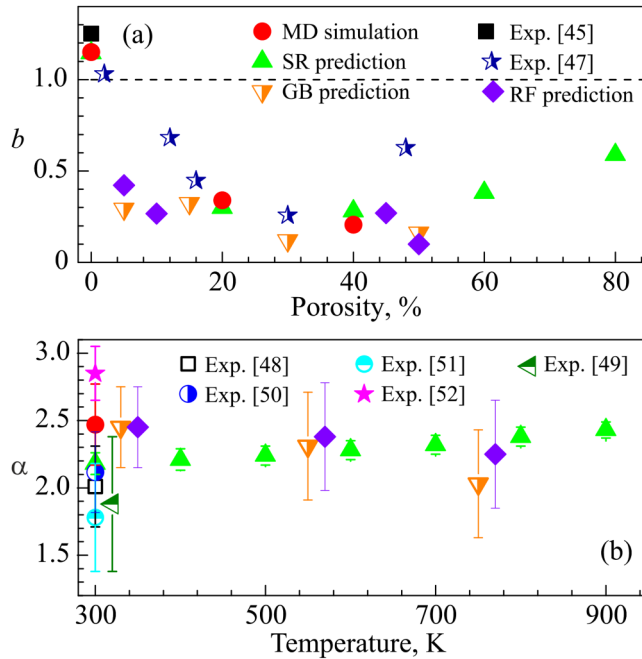 (a) MD simulation Exp. [45]
SR prediction Exp. [47]
GB prediction RF prediction
1.0
b
0.5
0
0 20 40 60 80
Porosity, %
3.0
Exp. [48] Exp. [51] Exp. [49]
Exp. [50] Exp. [52]
2.5
α
2.0
1.5
(b)
300 500 700 900
Temperature, K